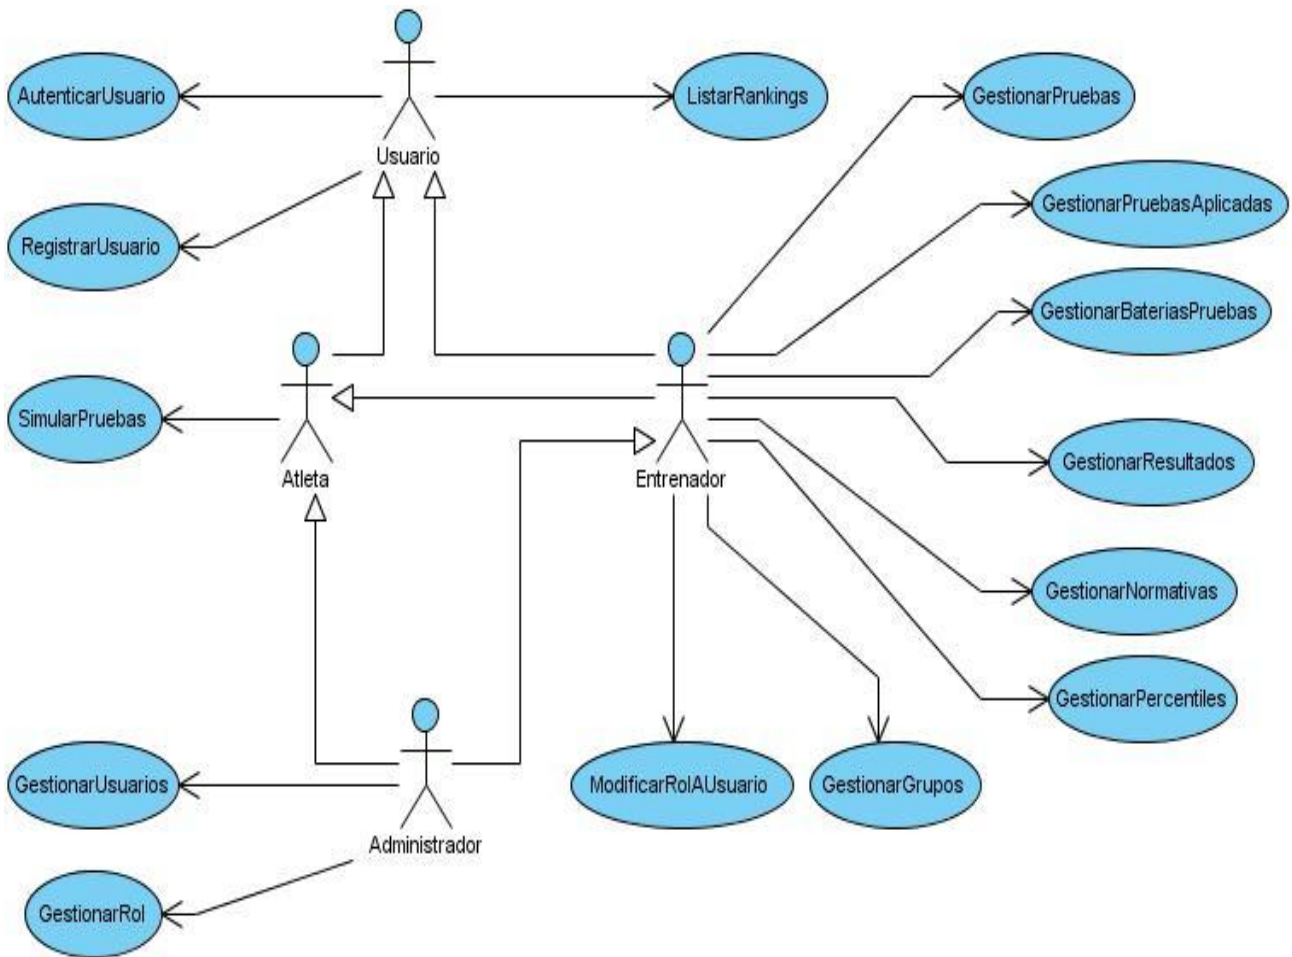 AutenticarUsuario
ListarRankings
GestionarPruebas
Usuario
GestionarPruebasAplicadas
RegistrarUsuario
GestionarBateriasPruebas
SimularPruebas
GestionarResultados
Atleta
Entrenador
GestionarNormativas
GestionarPercentiles
GestionarUsuarios
ModificarRolAUsuario
GestionarGrupos
Administrador
GestionarRol